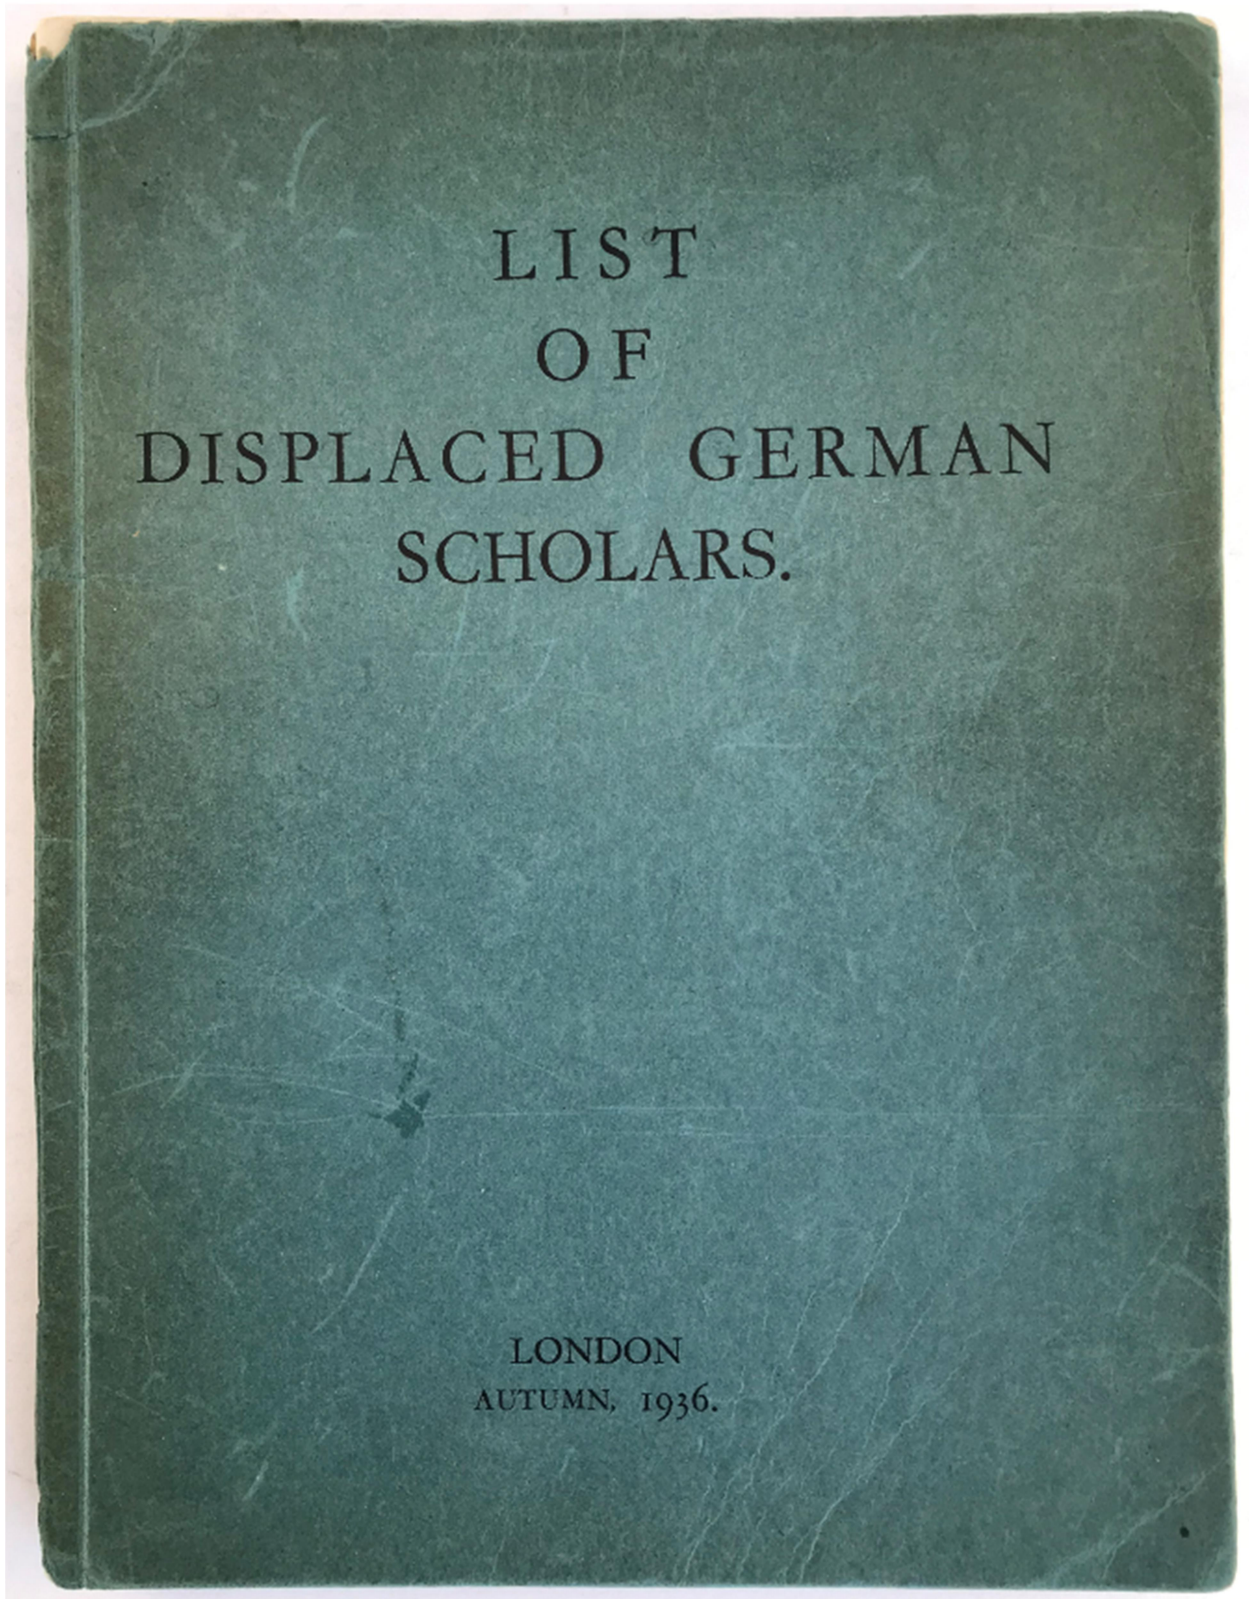 LIST
OF
DISPLACED GERMAN
SCHOLARS.
LONDON
AUTUMN, 1936.